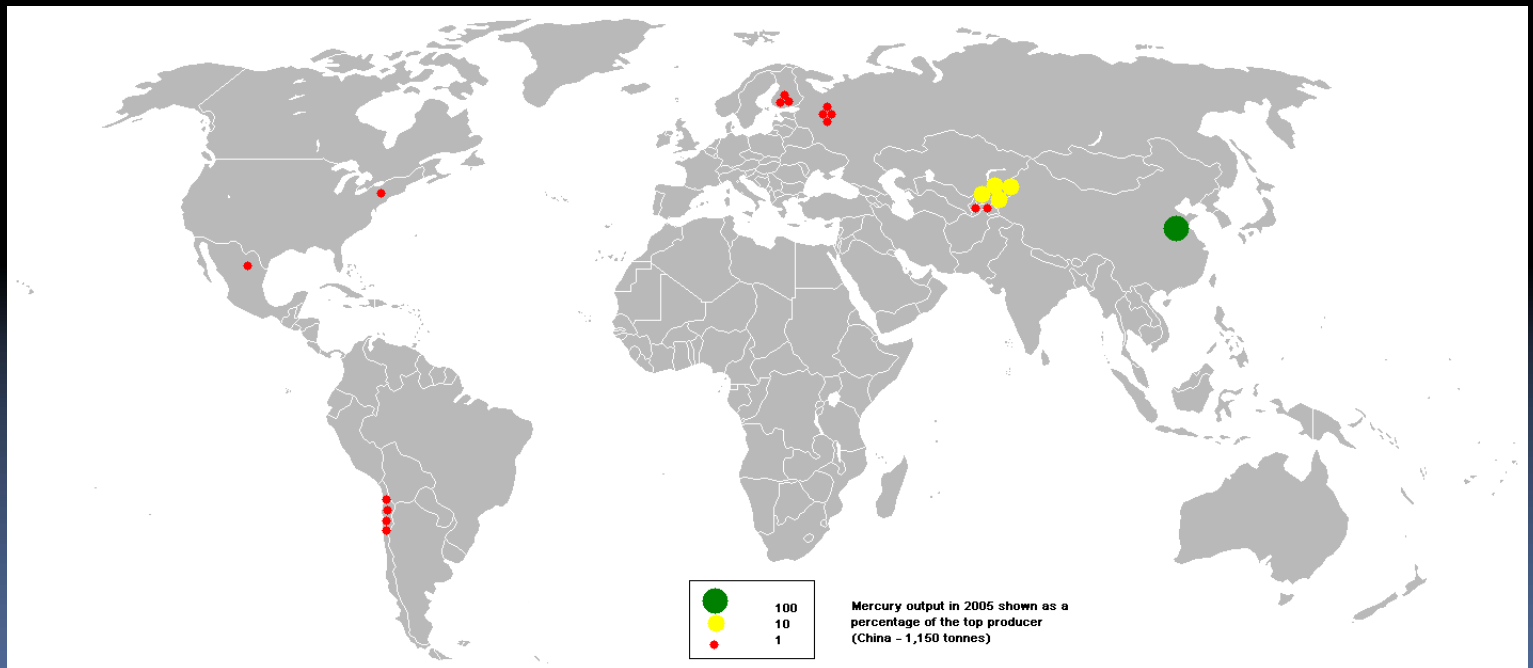 100
10
1
Mercury output in 2005 shown as a
percentage of the top producer
(China - 1,150 tonnes)